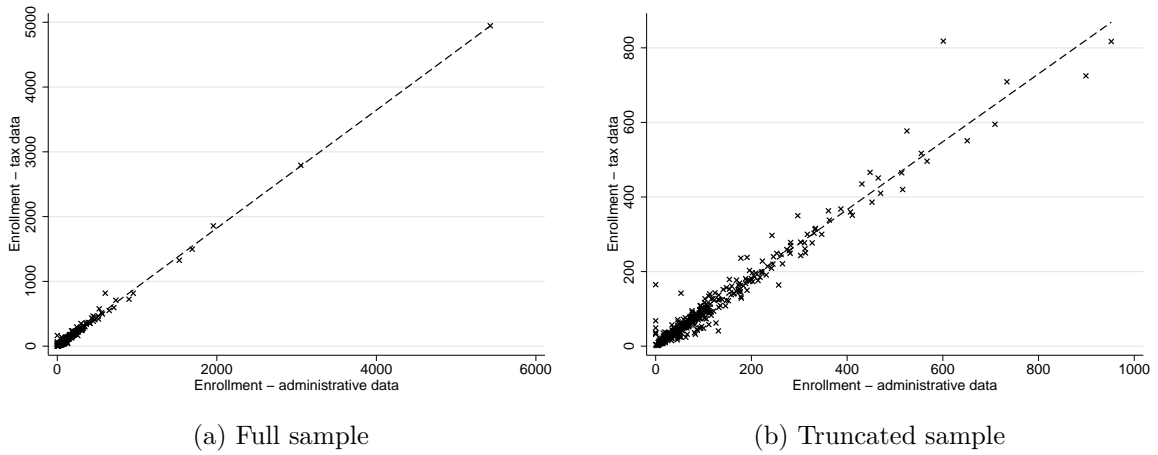 Enrollment – tax data
0 1000 2000 3000 4000 5000
0 2000 4000 6000
Enrollment – administrative data
(a) Full sample
Enrollment – tax data
0 200 400 600 800
0 200 400 600 800 1000
Enrollment – administrative data
(b) Truncated sample